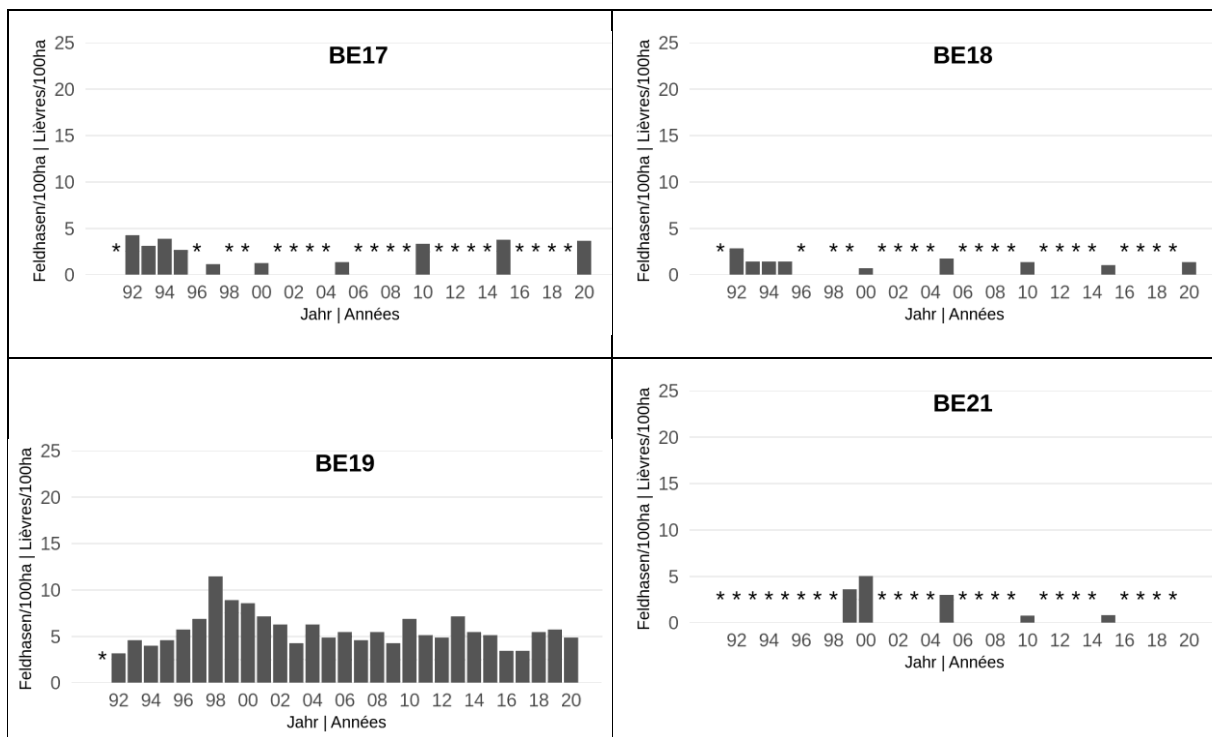 BE17
Feldhasen/100ha | Lièvres/100ha
25
20
15
10
5
0
* * * * * * * * * * * * * * * * * * * *
92 94 96 98 00 02 04 06 08 10 12 14 16 18 20
Jahr | Années
BE18
25
20
15
10
5
0
* * * * * * * * * * * * * * * * * * * *
92 94 96 98 00 02 04 06 08 10 12 14 16 18 20
Feldhasen/100ha | Lièvres/100ha
Jahr | Années
BE19
Feldhasen/100ha | Lièvres/100ha
25
20
15
10
5
0
*
92 94 96 98 00 02 04 06 08 10 12 14 16 18 20
Jahr | Années
BE21
Feldhasen/100ha | Lièvres/100ha
25
20
15
10
5
0
* * * * * * * * * * * * * * * * * * * * * * * *
92 94 96 98 00 02 04 06 08 10 12 14 16 18 20
Jahr | Années